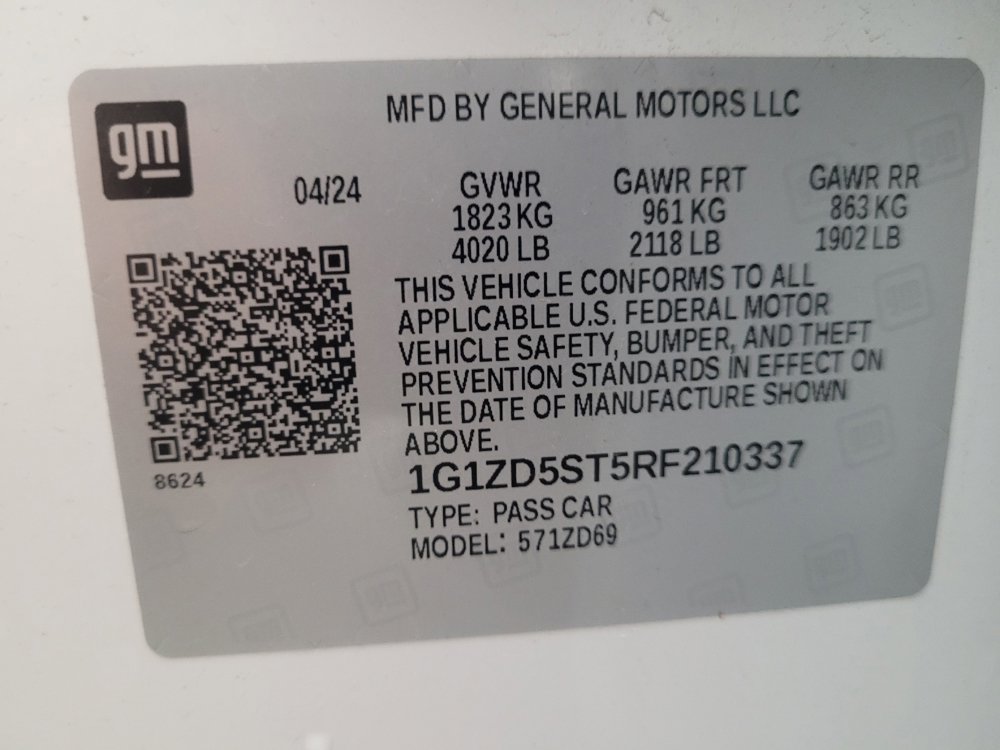 gm
MFD BY GENERAL MOTORS LLC
04/24
GVWR GAWR FRT GAWR RR
1823 KG 961 KG 863 KG
4020 LB 2118 LB 1902 LB
THIS VEHICLE CONFORMS TO ALL
APPLICABLE U.S. FEDERAL MOTOR
VEHICLE SAFETY, BUMPER, AND THEFT
PREVENTION STANDARDS IN EFFECT ON
THE DATE OF MANUFACTURE SHOWN
ABOVE.
8624
1G1ZD5ST5RF210337
TYPE: PASS CAR
MODEL: 571ZD69